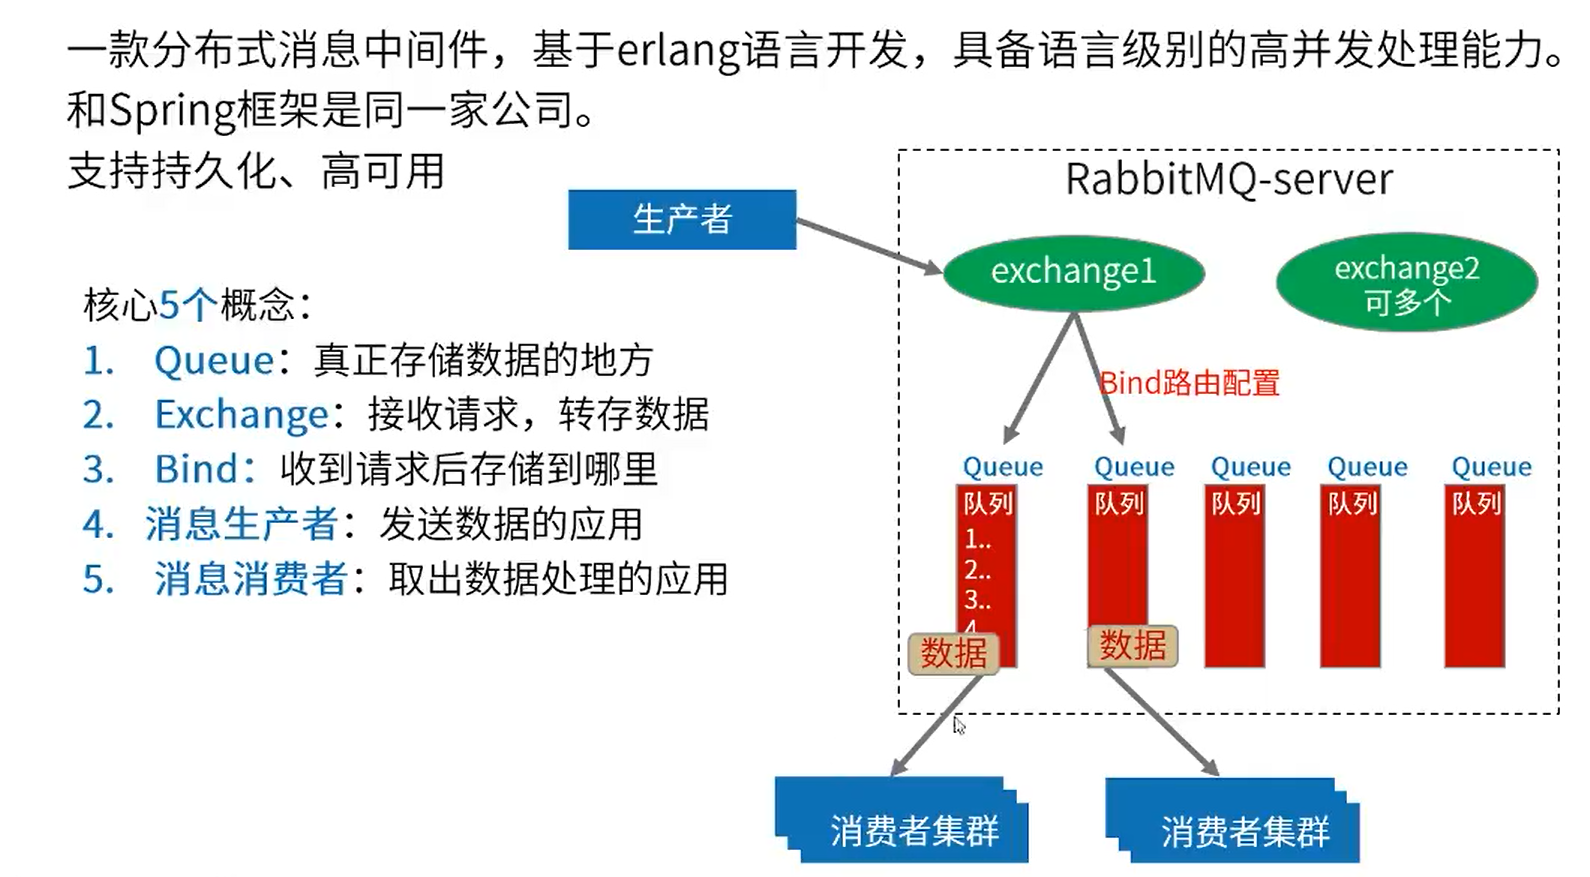 一款分布式消息中间件，基于erlang语言开发，具备语言级别的高并发处理能力。
和Spring框架是同一家公司。
支持持久化、高可用
RabbitMQ-server
生产者
exchange1
exchange2
可多个
核心5个概念：
1. Queue：真正存储数据的地方
2. Exchange：接收请求，转存数据
3. Bind：收到请求后存储到哪里
4. 消息生产者：发送数据的应用
5. 消息消费者：取出数据处理的应用
Bind路由配置
Queue
Queue
Queue
Queue
Queue
队列
1..
2..
3..
4
队列
队列
队列
队列
数据
数据
消费者集群
消费者集群